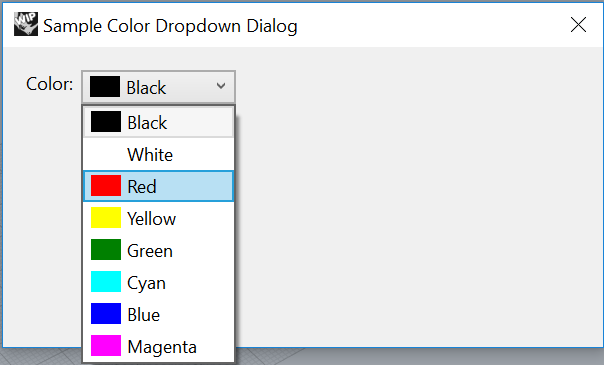 WIP Sample Color Dropdown Dialog
Color: Black
Black
White
Red
Yellow
Green
Cyan
Blue
Magenta